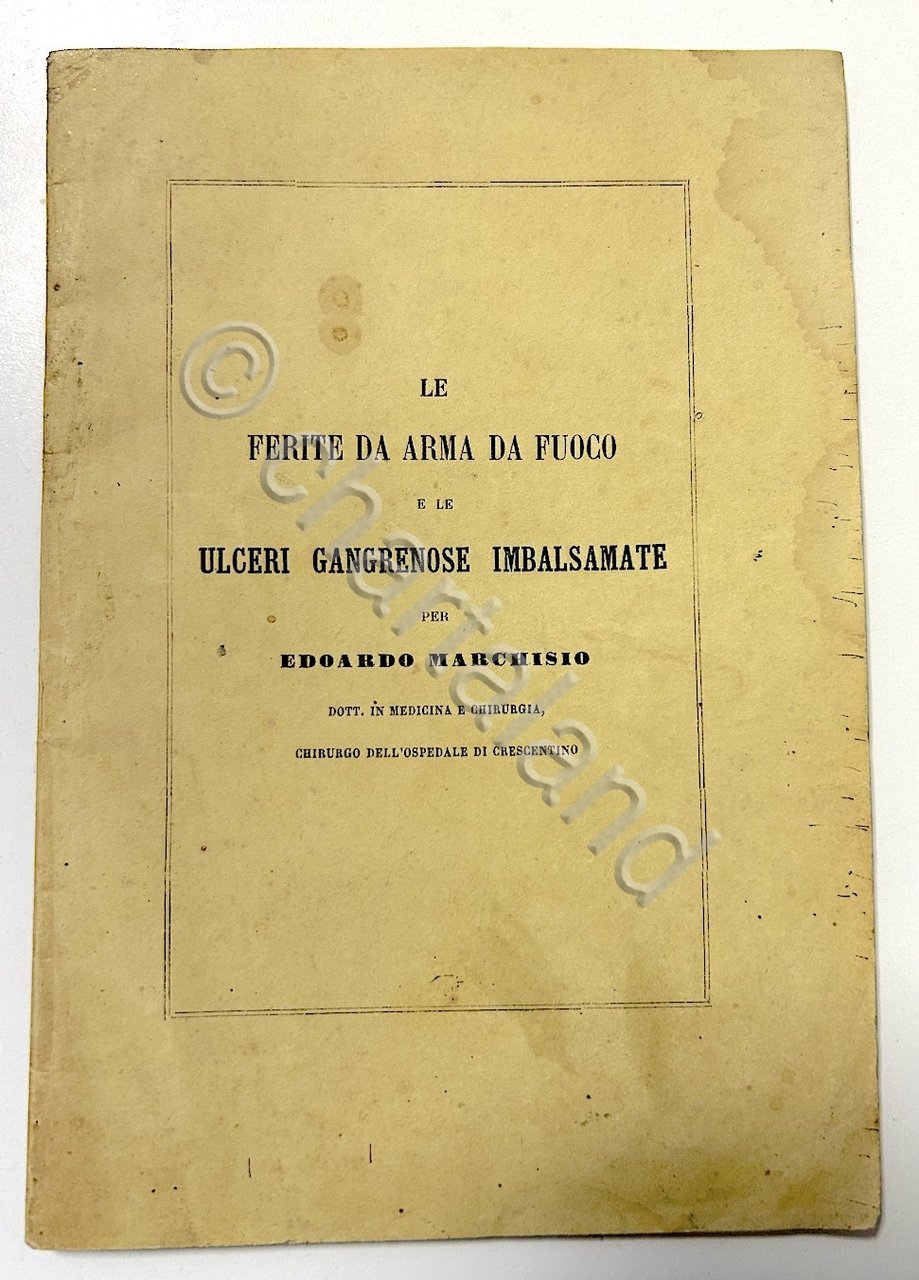 LE
FERITE DA ARMA DA FUOCO
E LE
ULCERI GANGRENOSE IMBALSAMATE
PER
EDOARDO MARCHISIO
DOTT. IN MEDICINA E CHIRURGIA,
CHIRURGO DELL'OSPEDALE DI CRESCENTINO
© chartaland